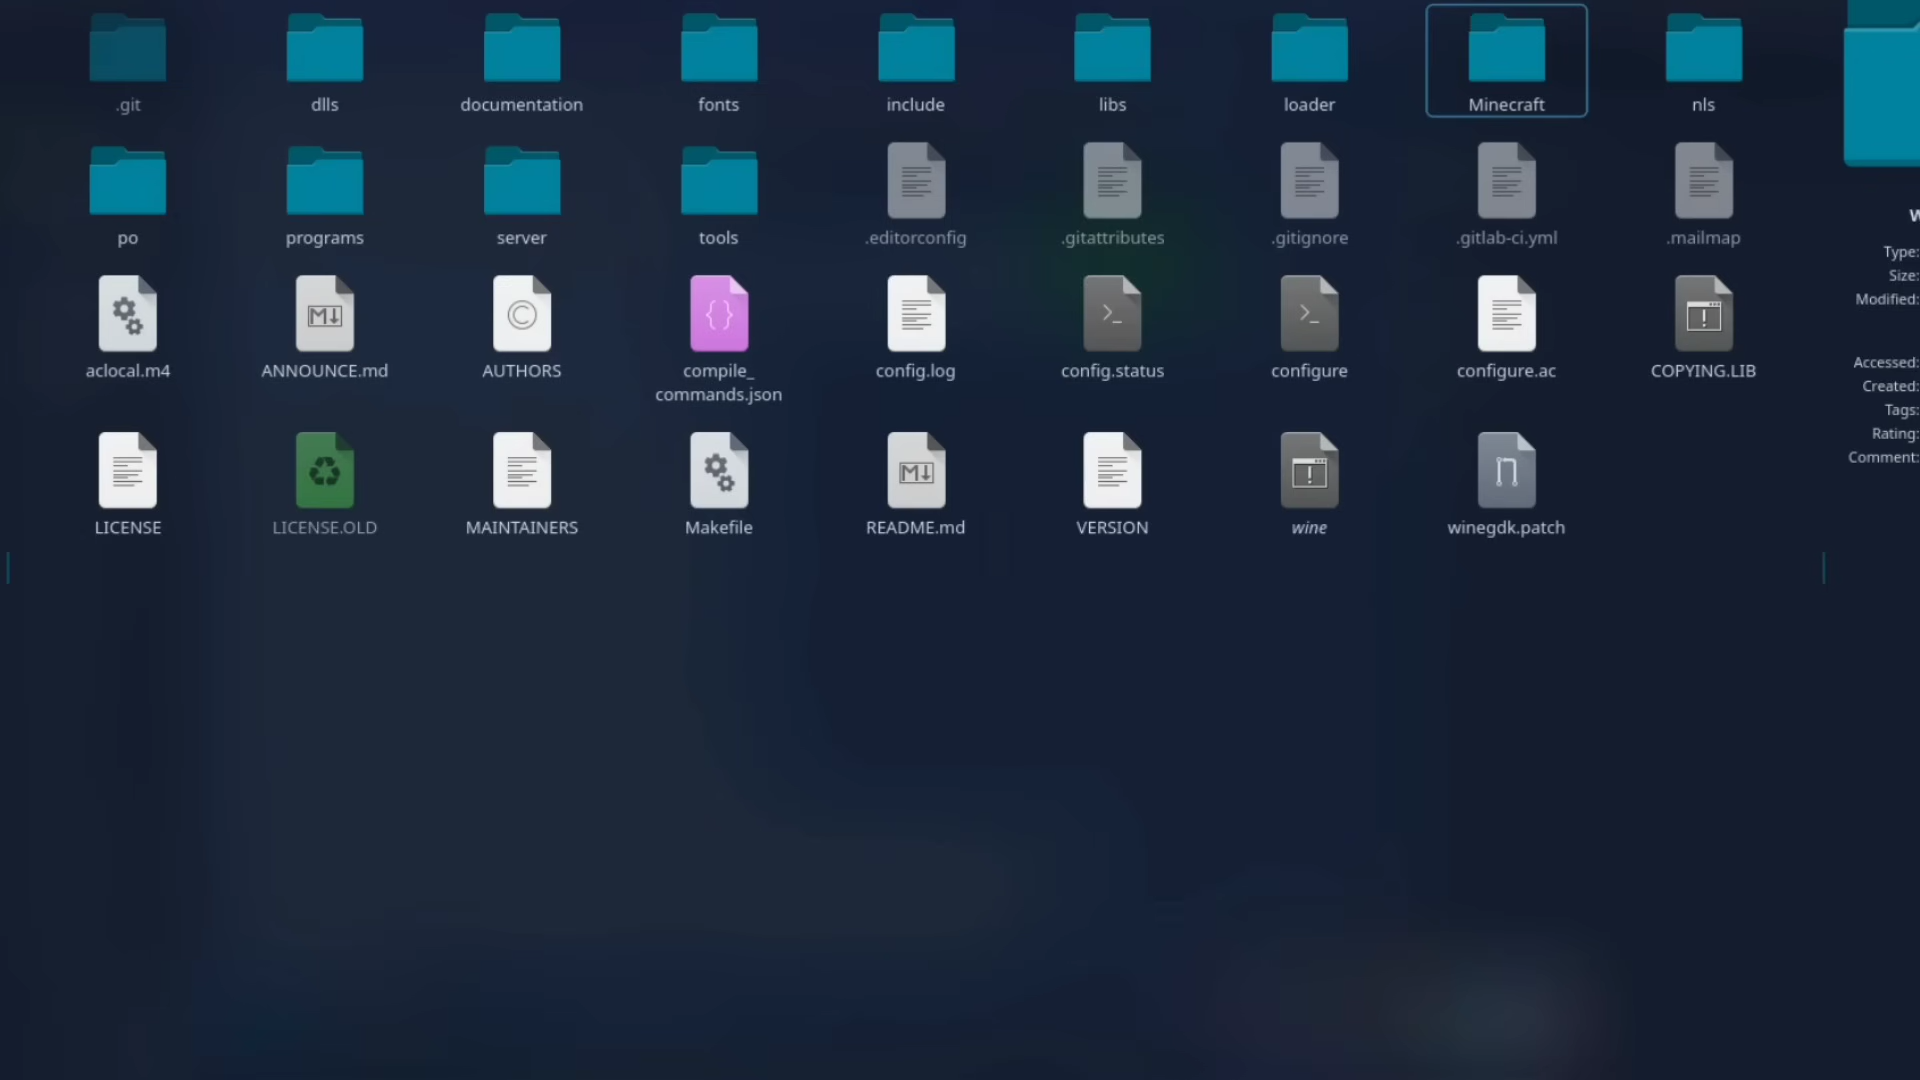 .git dlls documentation fonts include libs loader Minecraft nls
po programs server tools .editorconfig .gitattributes .gitignore .gitlab-ci.yml .mailmap
aclocal.m4 ANNOUNCE.md AUTHORS compile_ config.log config.status configure configure.ac COPYING.LIB
commands.json
LICENSE LICENSE.OLD MAINTAINERS Makefile README.md VERSION wine winegdk.patch
Type:
Size:
Modified:
Accessed:
Created:
Tags:
Rating:
Comment: